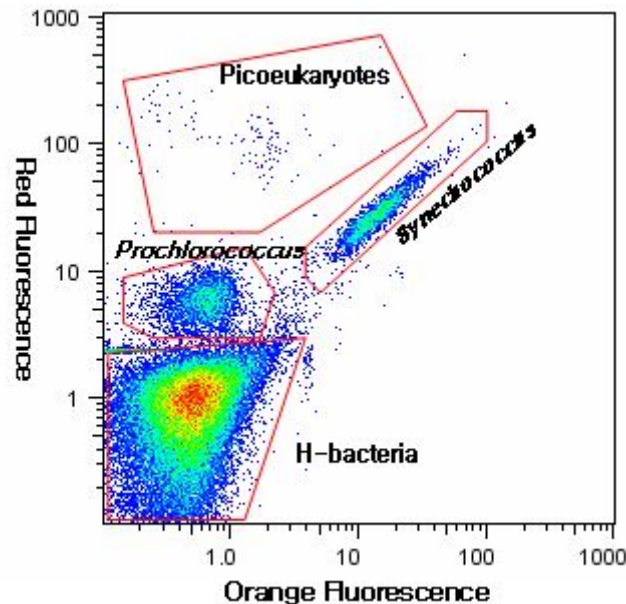 1000
Picoeukaryotes
100
Synechococcus
Red Fluorescence
Prochlorococcus
10
1
H-bacteria
1.0
10
100
1000
Orange Fluorescence